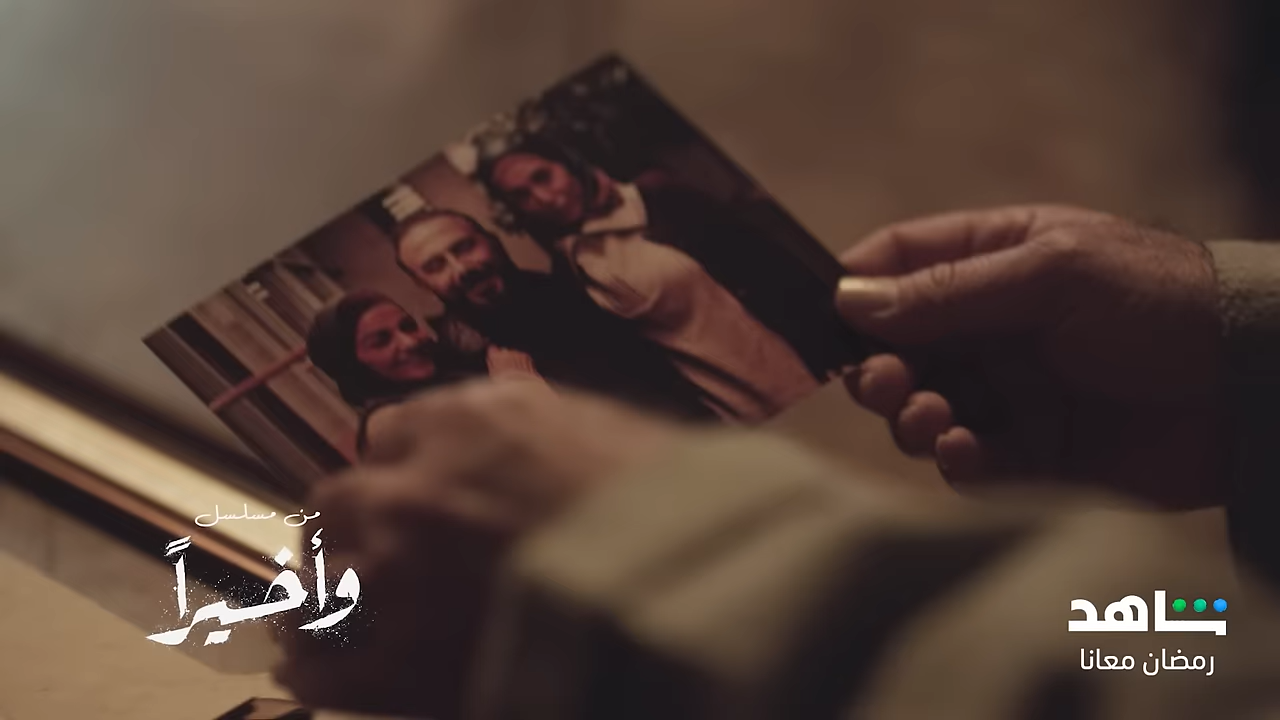 من مسلسل
وأخيراً
شاهد
رمضان معانا